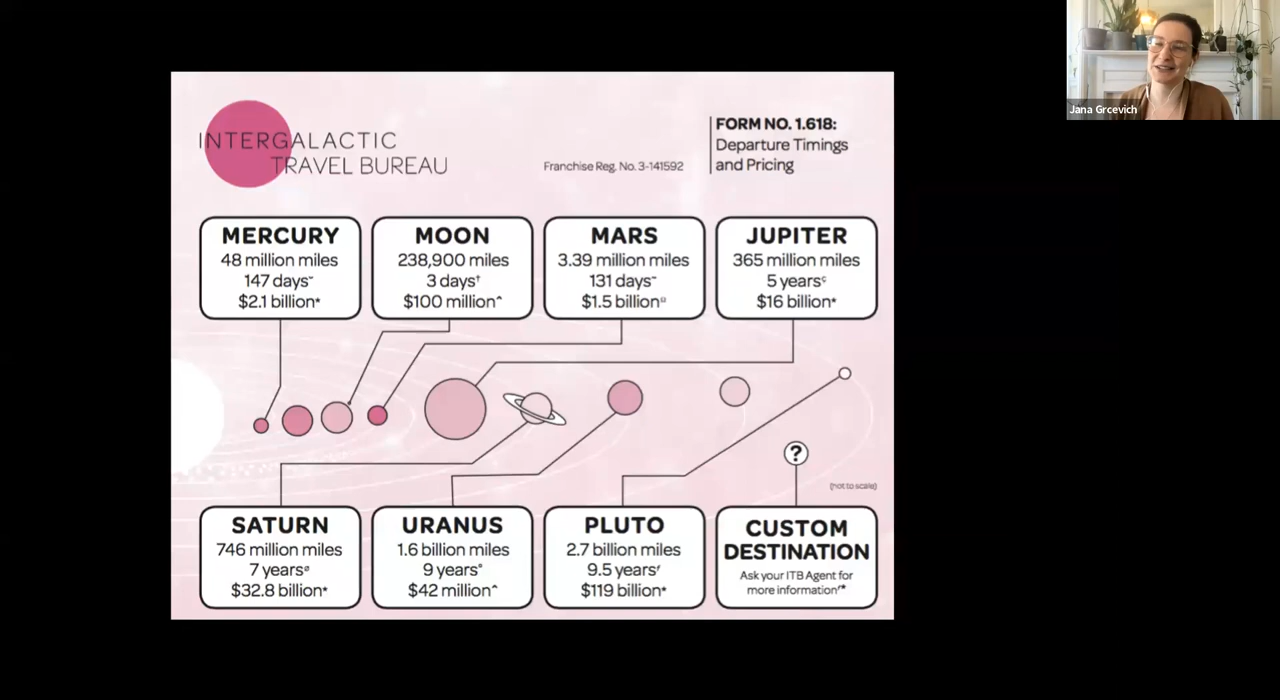 Jana Grcevich
INTERGALACTIC
TRAVEL BUREAU
Franchise Reg. No. 3-141592
FORM NO. 1.618:
Departure Timings
and Pricing
MERCURY
48 million miles
147 days~
$2.1 billion*
MOON
238,900 miles
3 days†
$100 million^
MARS
3.39 million miles
131 days~
$1.5 billionº
JUPITER
365 million miles
5 yearsç
$16 billion*
?
(not to scale)
SATURN
746 million miles
7 yearsø
$32.8 billion*
URANUS
1.6 billion miles
9 years°
$42 million^
PLUTO
2.7 billion miles
9.5 yearsƒ
$119 billion*
CUSTOM
DESTINATION
Ask your ITB Agent for
more information